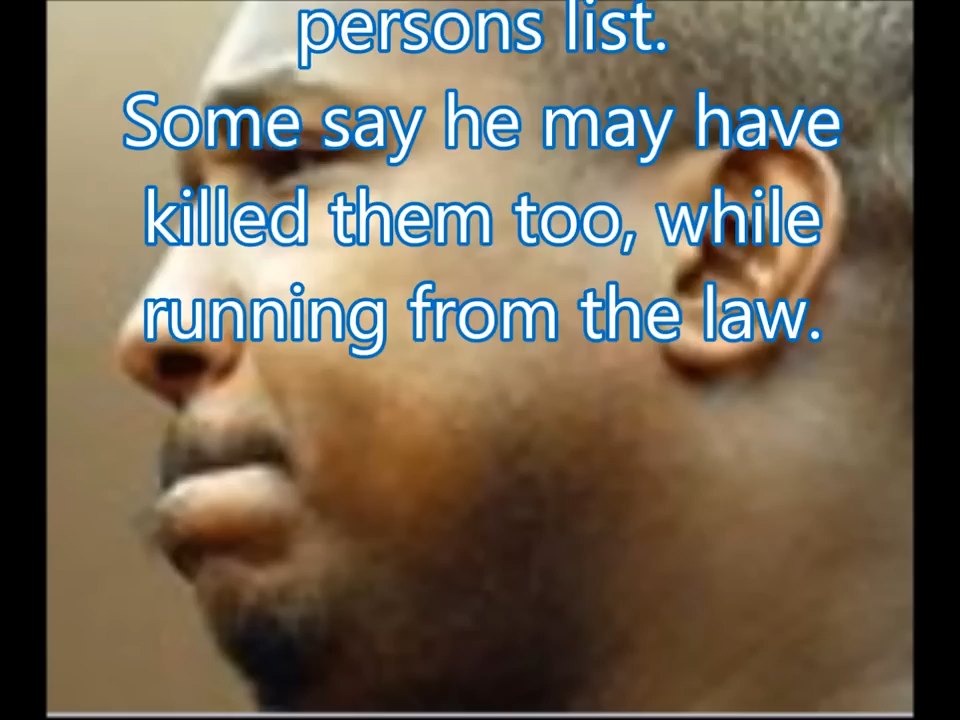 persons list.
Some say he may have
killed them too, while
running from the law.